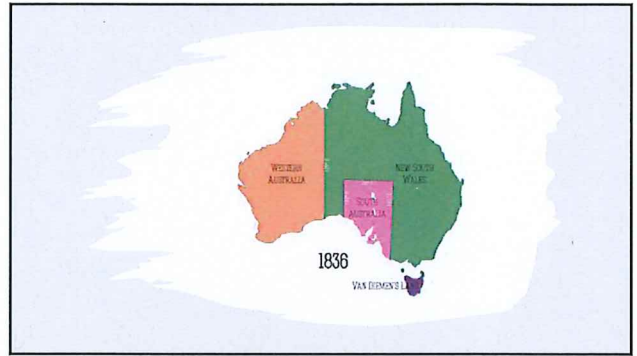 WESTERN
AUSTRALIA
NEW SOUTH
WALES
SOUTH
AUSTRALIA
1836
VAN DIEMEN'S LAND